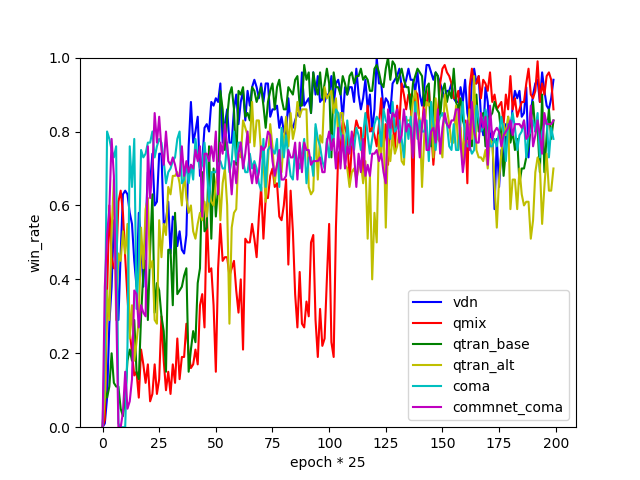 1.0
0.8
0.6
0.4
0.2
0.0
win_rate
0 25 50 75 100 125 150 175 200
epoch * 25
vdn
qmix
qtran_base
qtran_alt
coma
commnet_coma